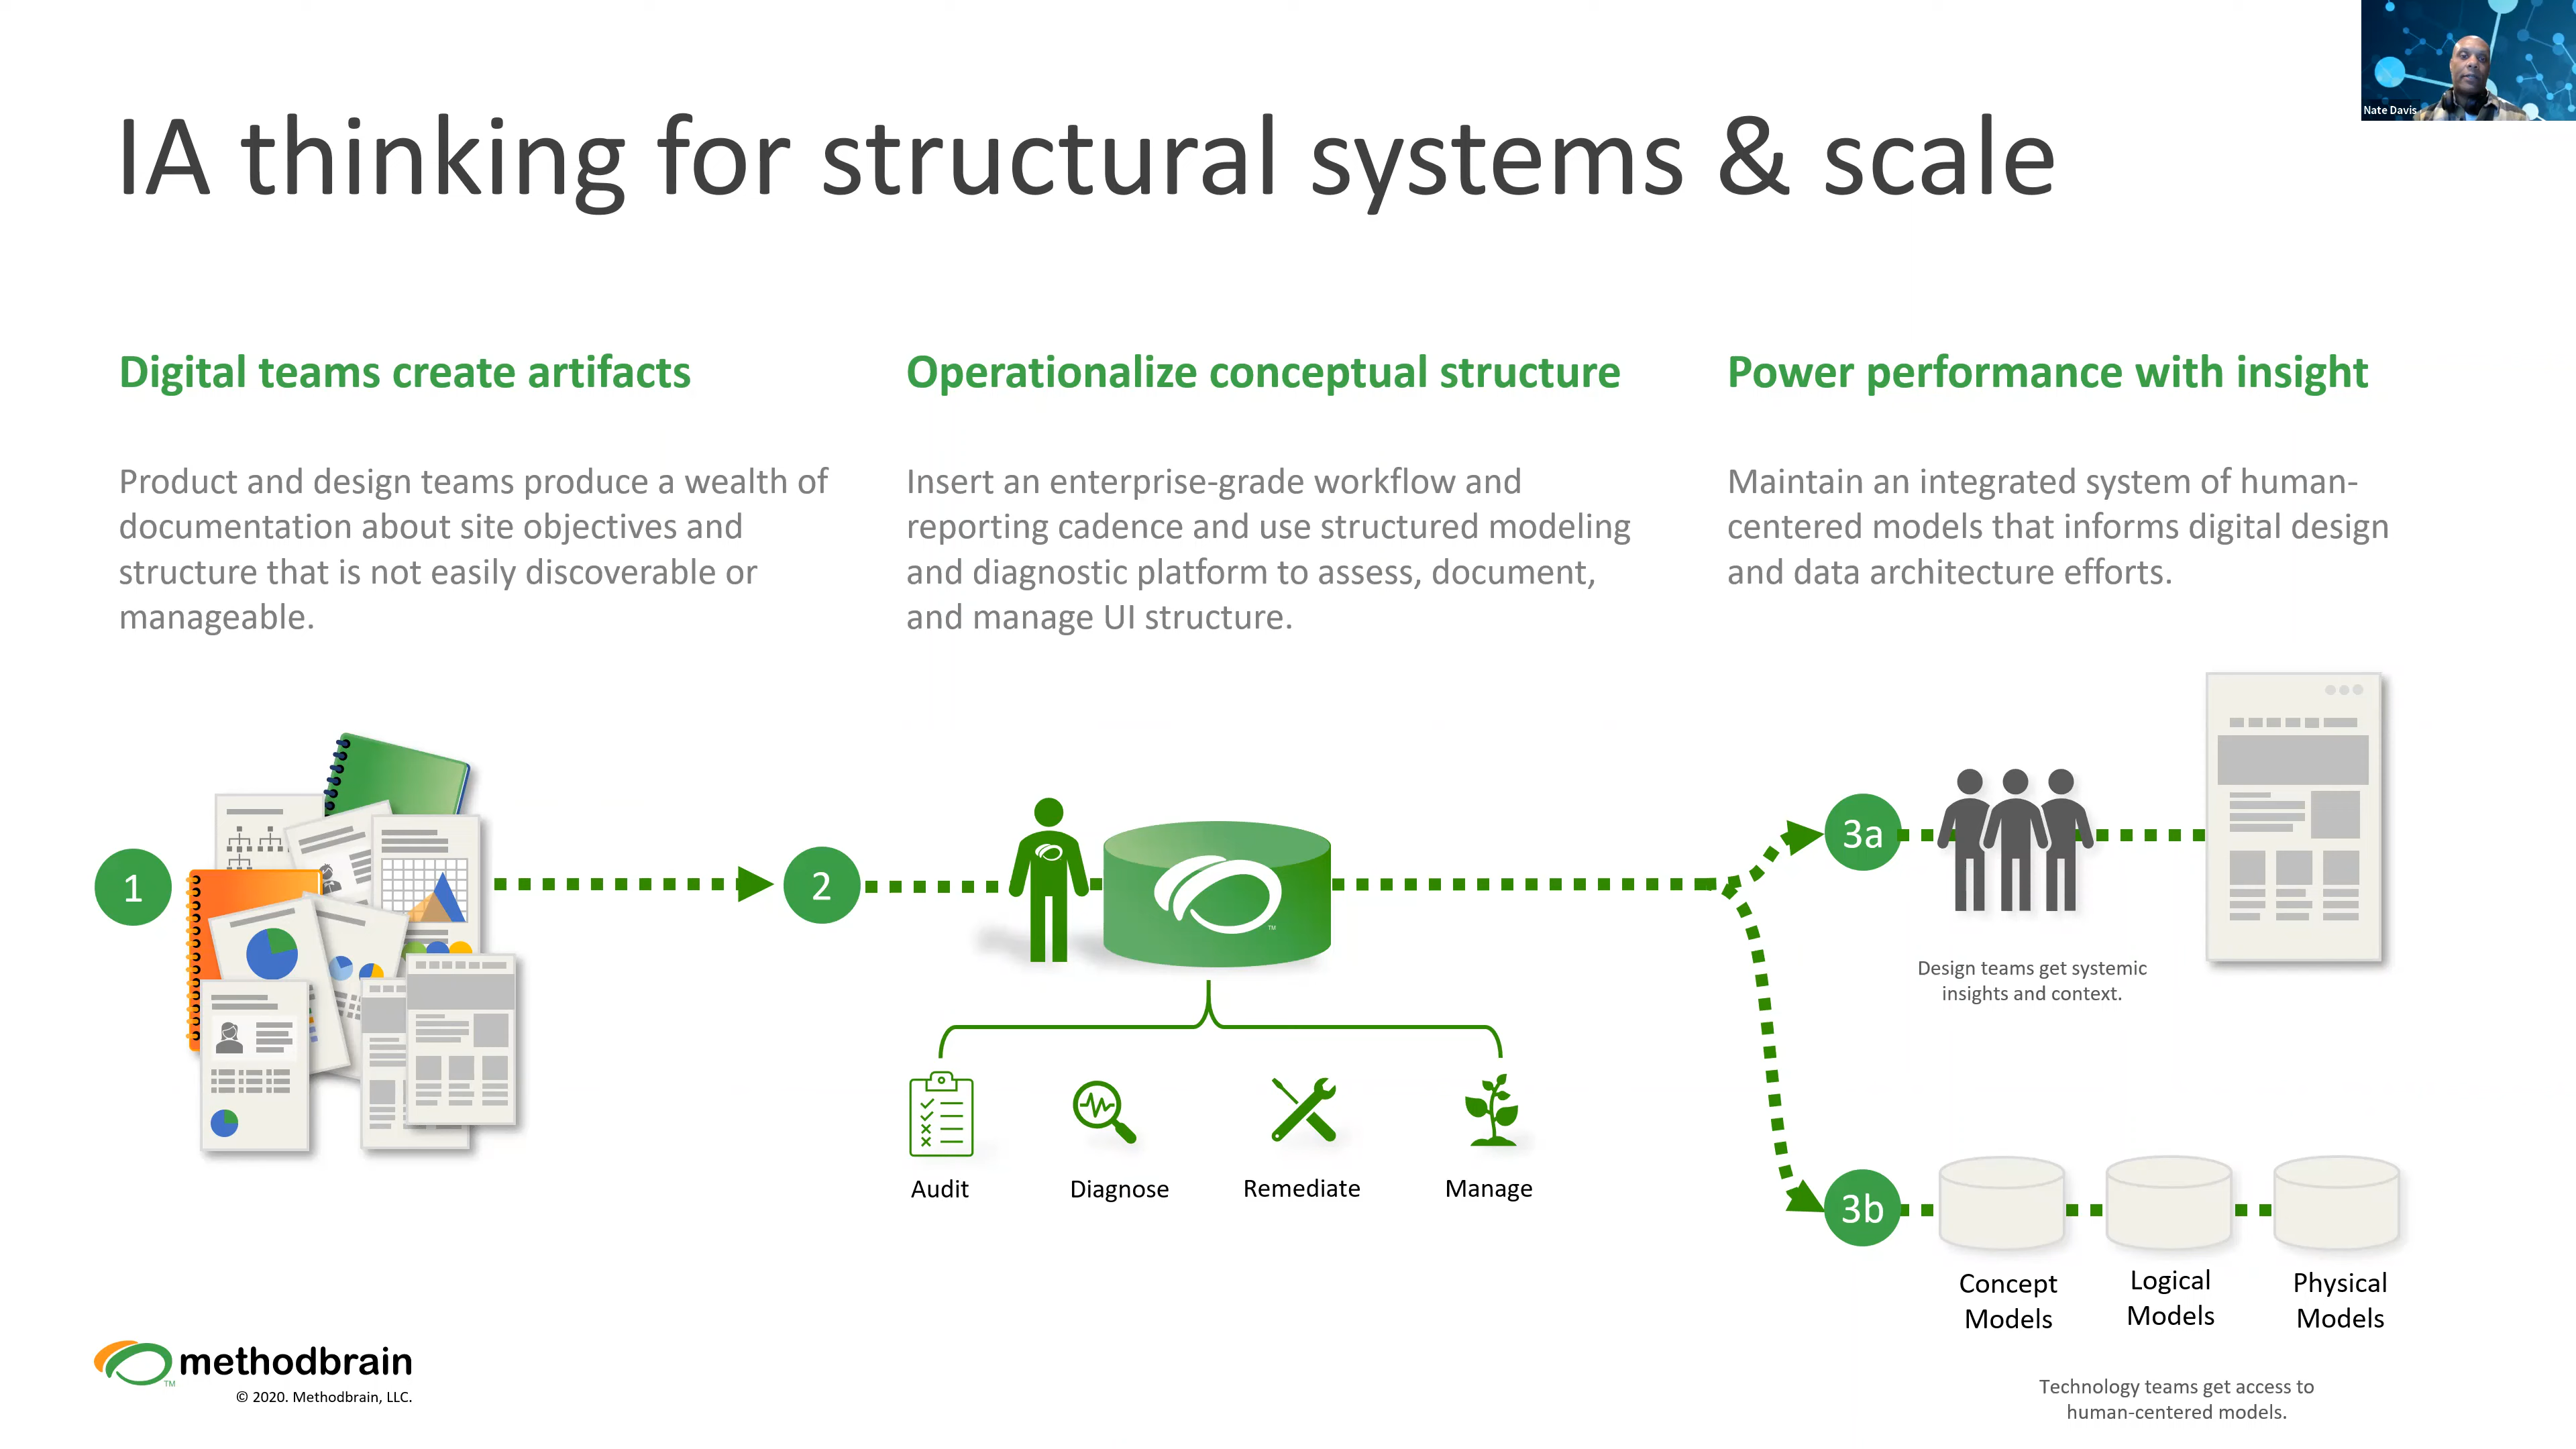 Nate Davis
IA thinking for structural systems & scale
Digital teams create artifacts
Product and design teams produce a wealth of
documentation about site objectives and
structure that is not easily discoverable or
manageable.
Operationalize conceptual structure
Insert an enterprise-grade workflow and
reporting cadence and use structured modeling
and diagnostic platform to assess, document,
and manage UI structure.
Power performance with insight
Maintain an integrated system of human-
centered models that informs digital design
and data architecture efforts.
1
2
TM
Audit
Diagnose
Remediate
Manage
3a
Design teams get systemic
insights and context.
3b
Concept
Models
Logical
Models
Physical
Models
Technology teams get access to
human-centered models.
methodbrain
TM
© 2020. Methodbrain, LLC.